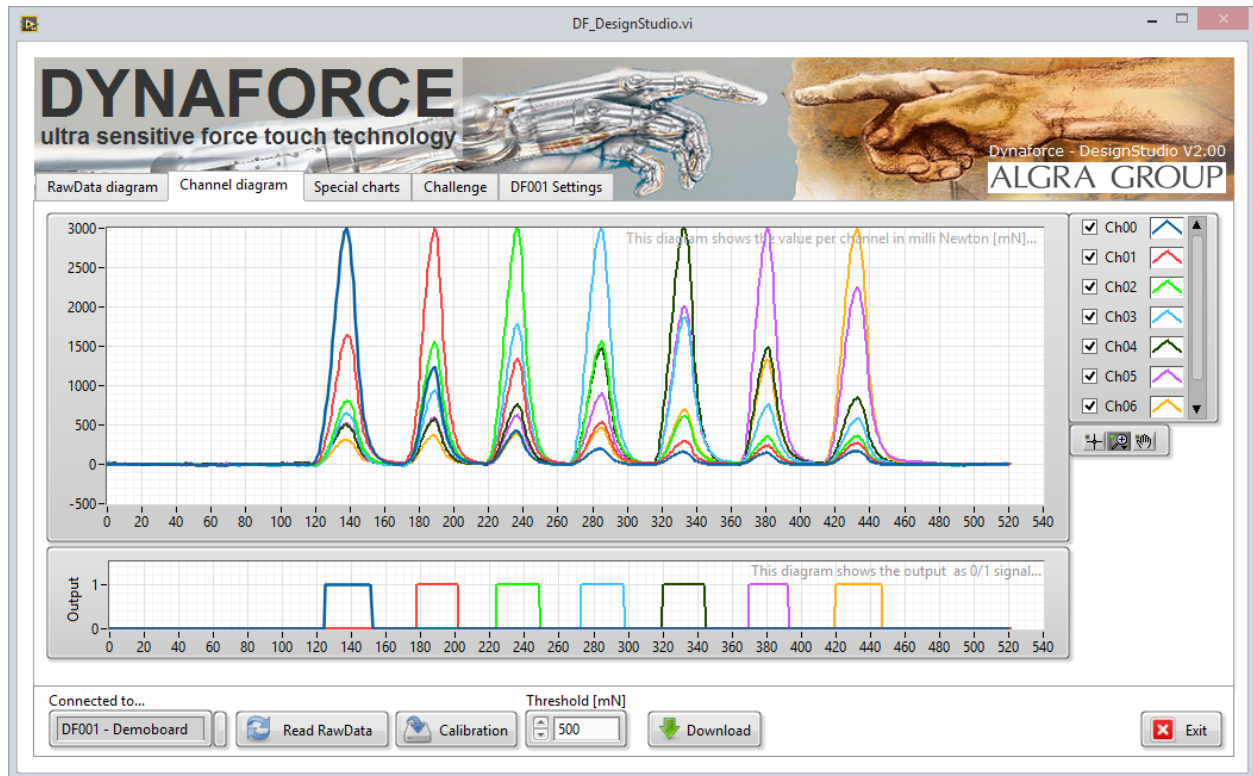 DF_DesignStudio.vi
DYNAFORCE
ultra sensitive force touch technology
Dynaforce - DesignStudio V2.00
ALGRA GROUP
RawData diagram Channel diagram Special charts Challenge DF001 Settings
This diagram shows the value per channel in milli Newton [mN]...
3000
2500
2000
1500
1000
500
0
-500
0 20 40 60 80 100 120 140 160 180 200 220 240 260 280 300 320 340 360 380 400 420 440 460 480 500 520 540
Ch00
Ch01
Ch02
Ch03
Ch04
Ch05
Ch06
This diagram shows the output as 0/1 signal...
Output
1
0
0 20 40 60 80 100 120 140 160 180 200 220 240 260 280 300 320 340 360 380 400 420 440 460 480 500 520 540
Connected to... Threshold [mN]
DF001 - Demoboard Read RawData Calibration 500 Download Exit